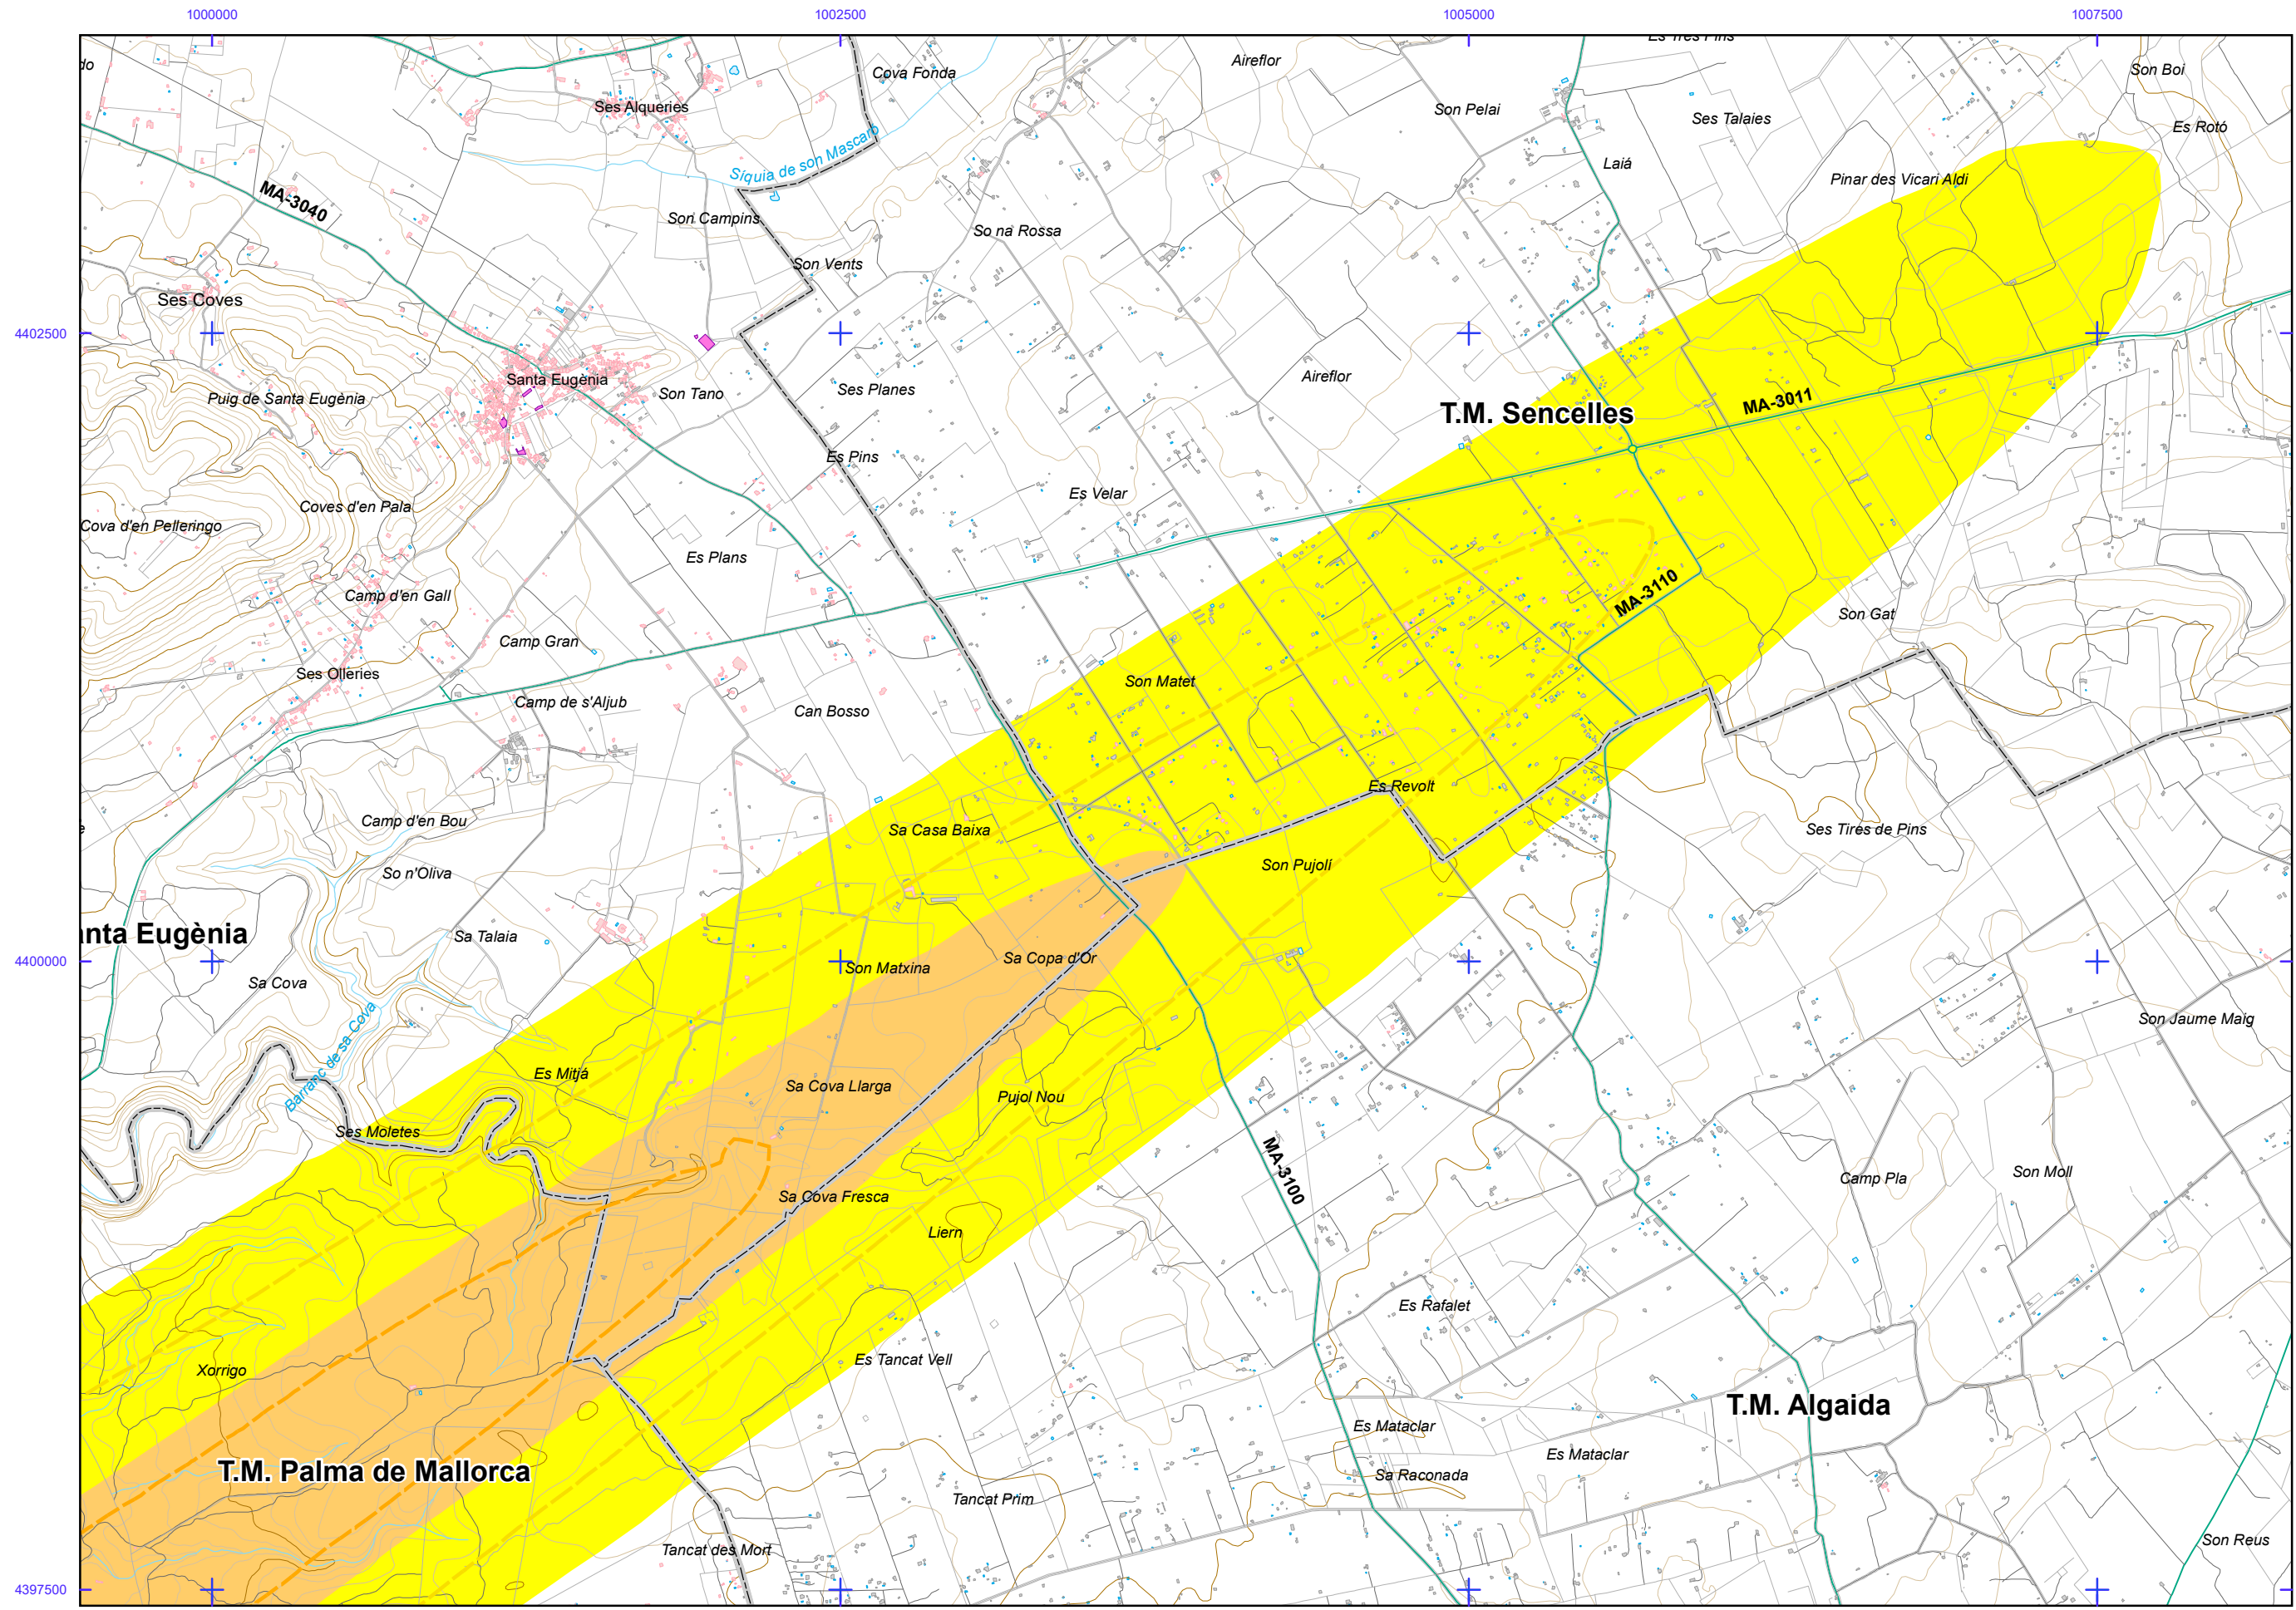 1000000
1002500
1005000
1007500
do
Cova Fonda
Aireflor
Es Tres Pins
Son Boi
Ses Alqueries
Son Pelai
Ses Talaies
Es Rotó
Síquia de son Mascaró
Laiá
Pinar des Vicari Aldi
MA-3040
Son Campins
So na Rossa
Son Vents
Ses Coves
4402500
Santa Eugènia
Son Tano
Ses Planes
Aireflor
Puig de Santa Eugènia
T.M. Sencelles
MA-3011
Es Pins
Es Velar
Coves d'en Pala
Cova d'en Pelleringo
Es Plans
Camp d'en Gall
MA-3110
Son Gat
Camp Gran
Ses Olleries
Son Matet
Camp de s'Aljub
Can Bosso
Es Revolt
e
Camp d'en Bou
Sa Casa Baixa
Ses Tires de Pins
So n'Oliva
Son Pujolí
nta Eugènia
Sa Talaia
4400000
Son Matxina
Sa Copa d'Or
Sa Cova
Son Jaume Maig
Barranc de sa Cova
Es Mitjá
Sa Cova Llarga
Pujol Nou
Ses Moletes
MA-3100
Camp Pla
Son Moll
Sa Cova Fresca
Liern
Es Rafalet
Xorrigo
Es Tancat Vell
T.M. Algaida
Es Mataclar
Es Mataclar
T.M. Palma de Mallorca
Sa Raconada
Tancat Prim
Tancat des Mort
Son Reus
4397500